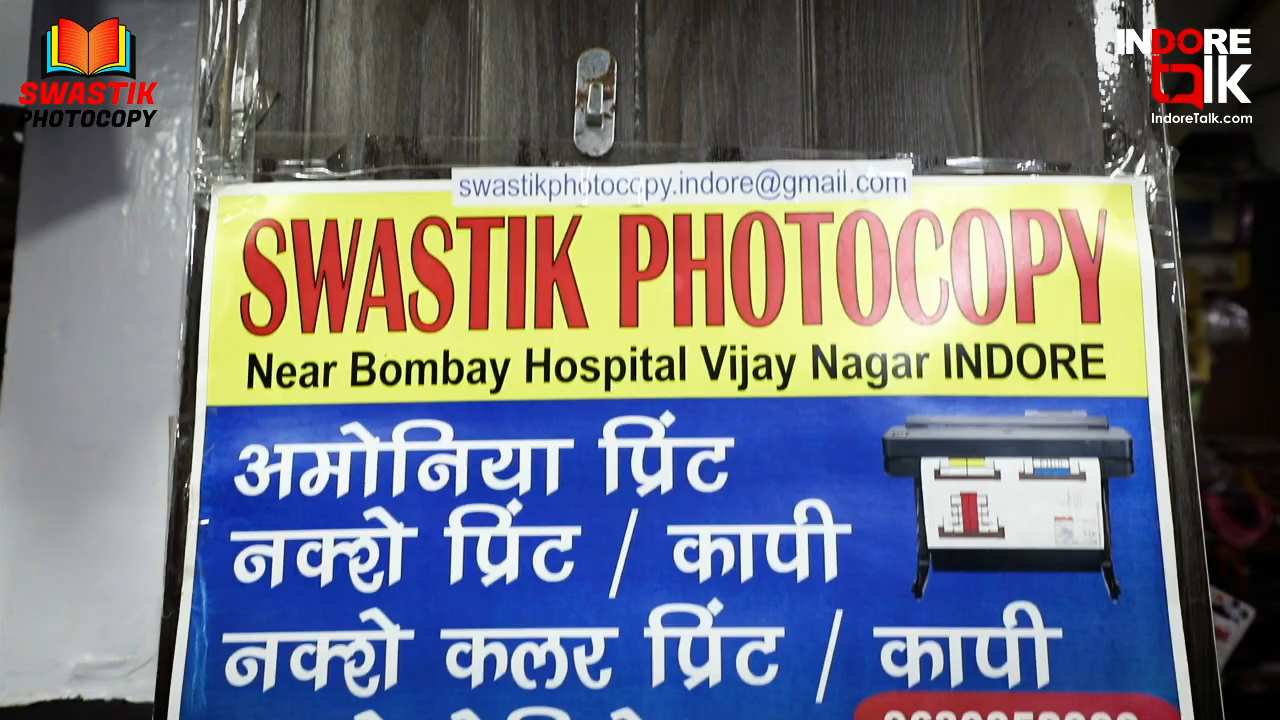 SWASTIK
PHOTOCOPY
INDORE
talk
IndoreTalk.com
swastikphotocopy.indore@gmail.com
SWASTIK PHOTOCOPY
Near Bombay Hospital Vijay Nagar INDORE
अमोनिया प्रिंट
नक्शे प्रिंट / कापी
नक्शे कलर प्रिंट / कापी